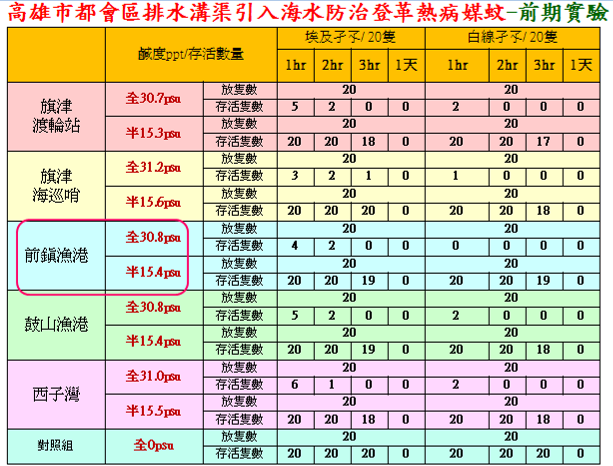 高雄市都會區排水溝渠引入海水防治登革熱病媒蚊-前期實驗
鹹度ppt/存活數量 埃及孑孓/20隻 白線孑孓/20隻
1hr 2hr 3hr 1天 1hr 2hr 3hr 1天
旗津渡輪站 全30.7psu 放隻數 20 20
存活隻數 5 2 0 0 2 0 0 0
半15.3psu 放隻數 20 20
存活隻數 20 20 18 0 20 20 17 0
旗津海巡哨 全31.2psu 放隻數 20 20
存活隻數 3 2 1 0 1 0 0 0
半15.6psu 放隻數 20 20
存活隻數 20 20 20 0 20 20 18 0
前鎮漁港 全30.8psu 放隻數 20 20
存活隻數 4 2 0 0 0 0 0 0
半15.4psu 放隻數 20 20
存活隻數 20 20 19 0 20 20 19 0
鼓山漁港 全30.8psu 放隻數 20 20
存活隻數 5 2 0 0 2 0 0 0
半15.4psu 放隻數 20 20
存活隻數 20 20 19 0 20 20 18 0
西子灣 全31.0psu 放隻數 20 20
存活隻數 6 1 0 0 2 0 0 0
半15.5psu 放隻數 20 20
存活隻數 20 20 18 0 20 20 18 0
對照組 全0psu 放隻數 20 20
存活隻數 20 20 20 0 20 20 20 0